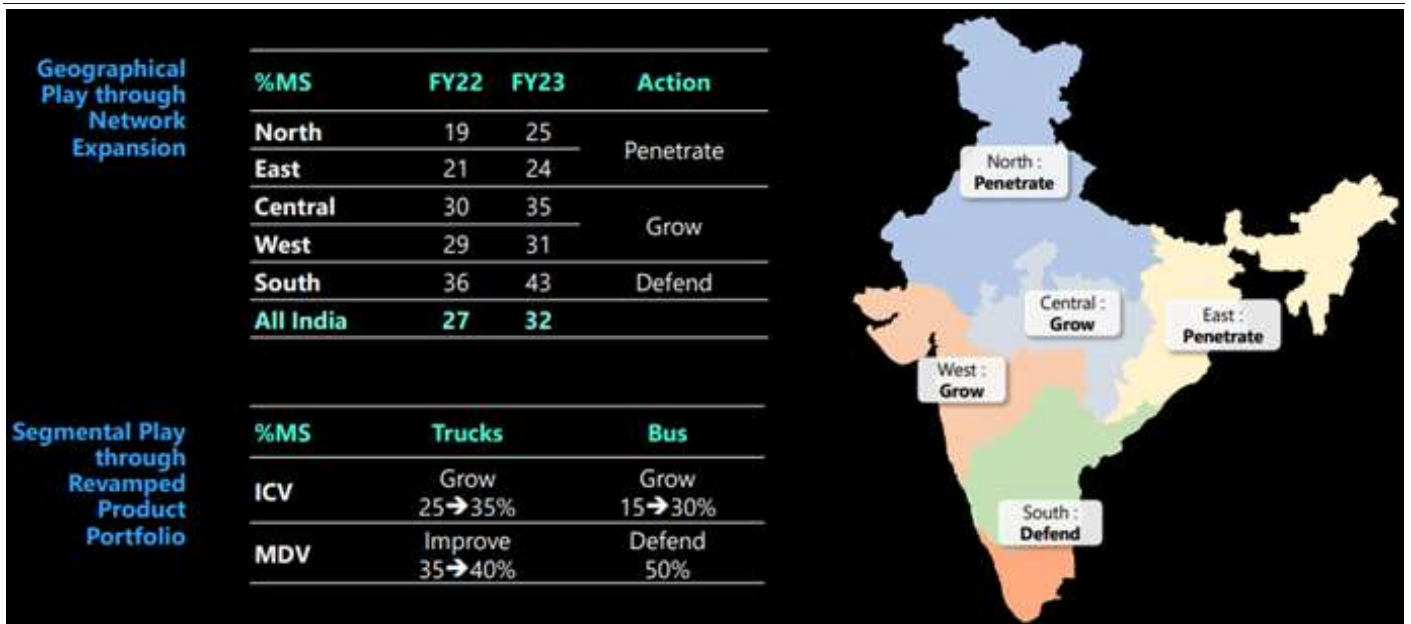 Geographical
Play through
Network
Expansion
%MS FY22 FY23 Action
North 19 25
Penetrate
East 21 24
Central 30 35
Grow
West 29 31
South 36 43 Defend
All India 27 32
Segmental Play
through
Revamped
Product
Portfolio
%MS Trucks Bus
ICV Grow Grow
25➔35% 15➔30%
MDV Improve Defend
35➔40% 50%
North :
Penetrate
Central :
Grow
East :
Penetrate
West :
Grow
South :
Defend